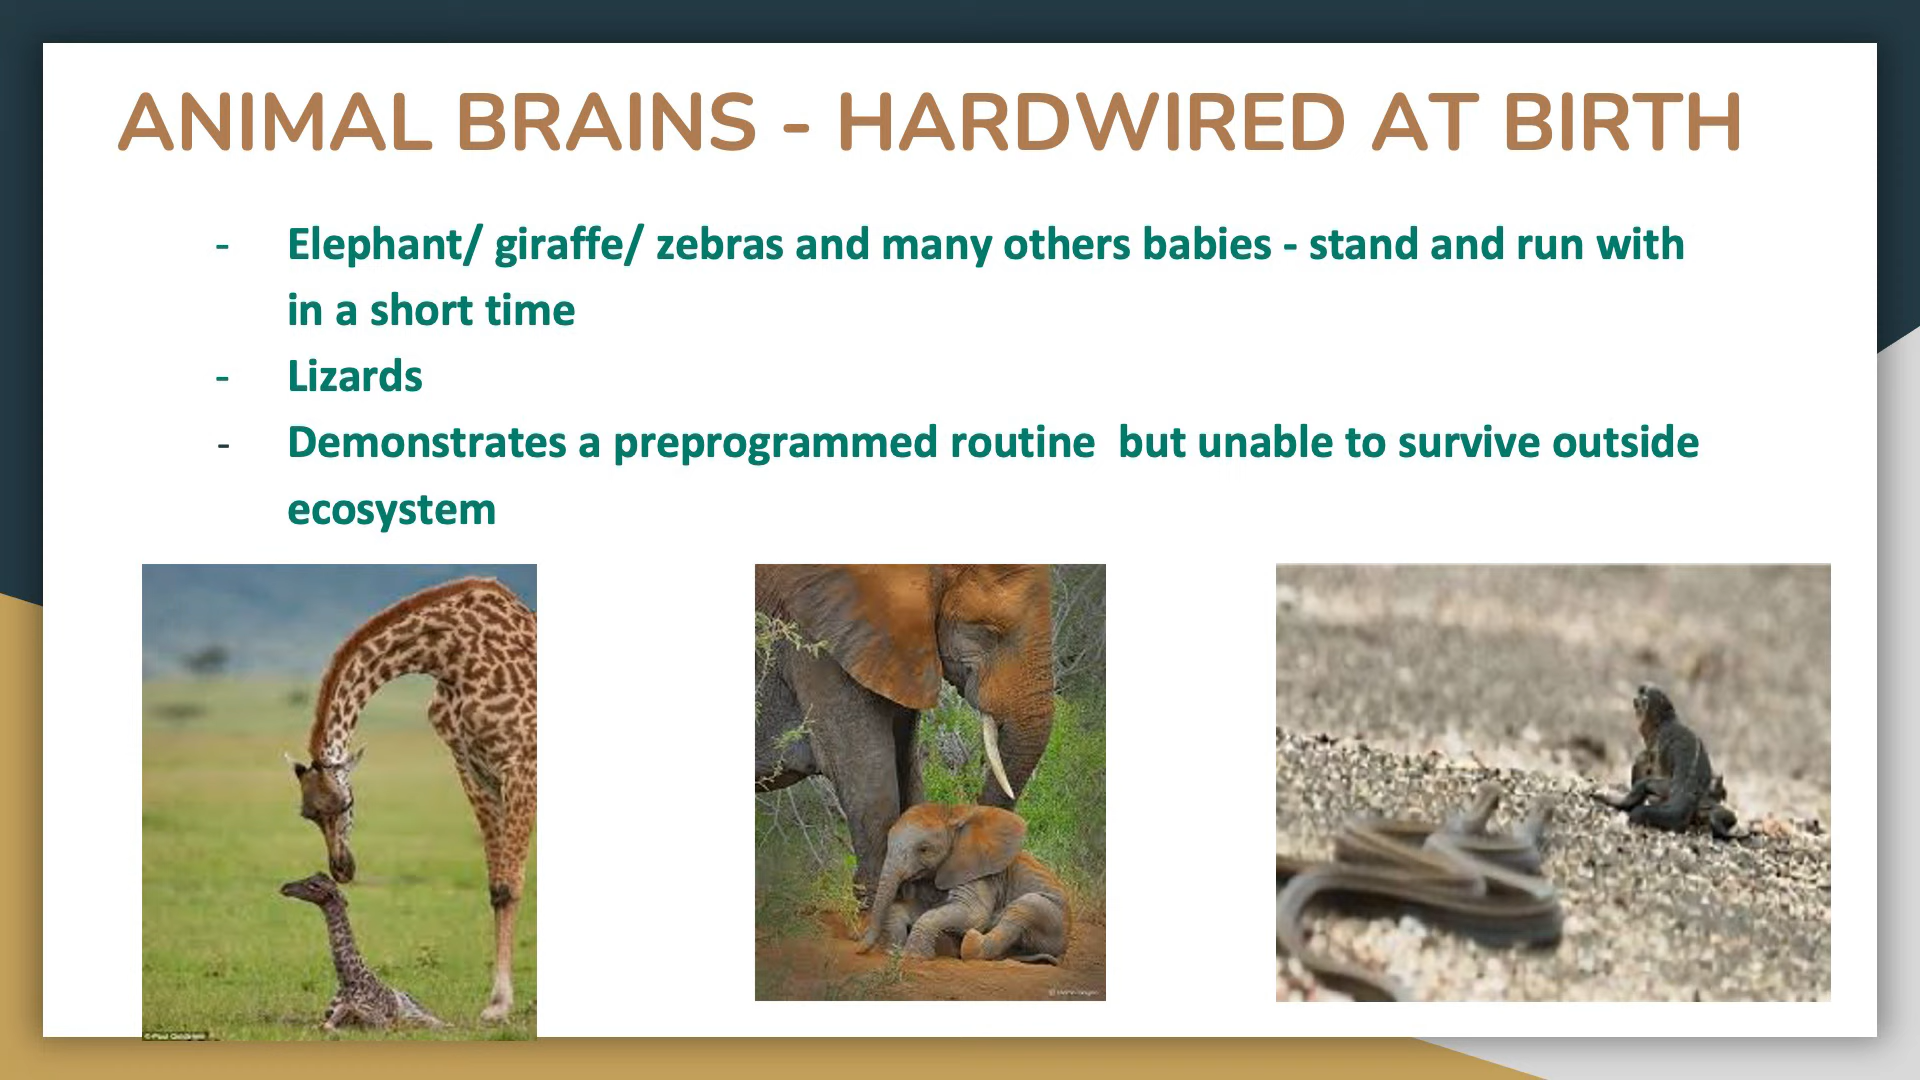 ANIMAL BRAINS - HARDWIRED AT BIRTH
- Elephant/ giraffe/ zebras and many others babies - stand and run with
in a short time
- Lizards
- Demonstrates a preprogrammed routine  but unable to survive outside
ecosystem